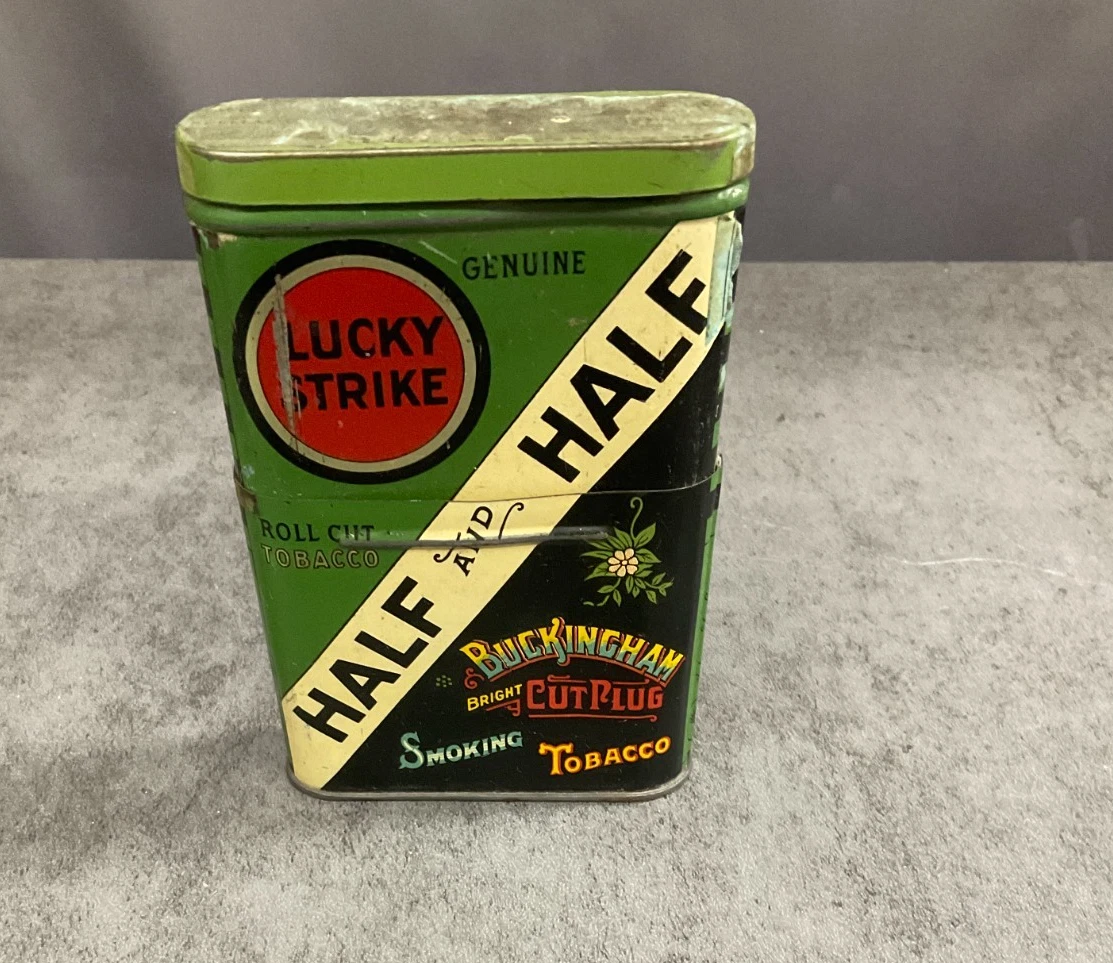 LUCKY
STRIKE
GENUINE
ROLL CUT
TOBACCO
HALF AND HALF
BUCKINGHAM
BRIGHT CUT PLUG
SMOKING TOBACCO